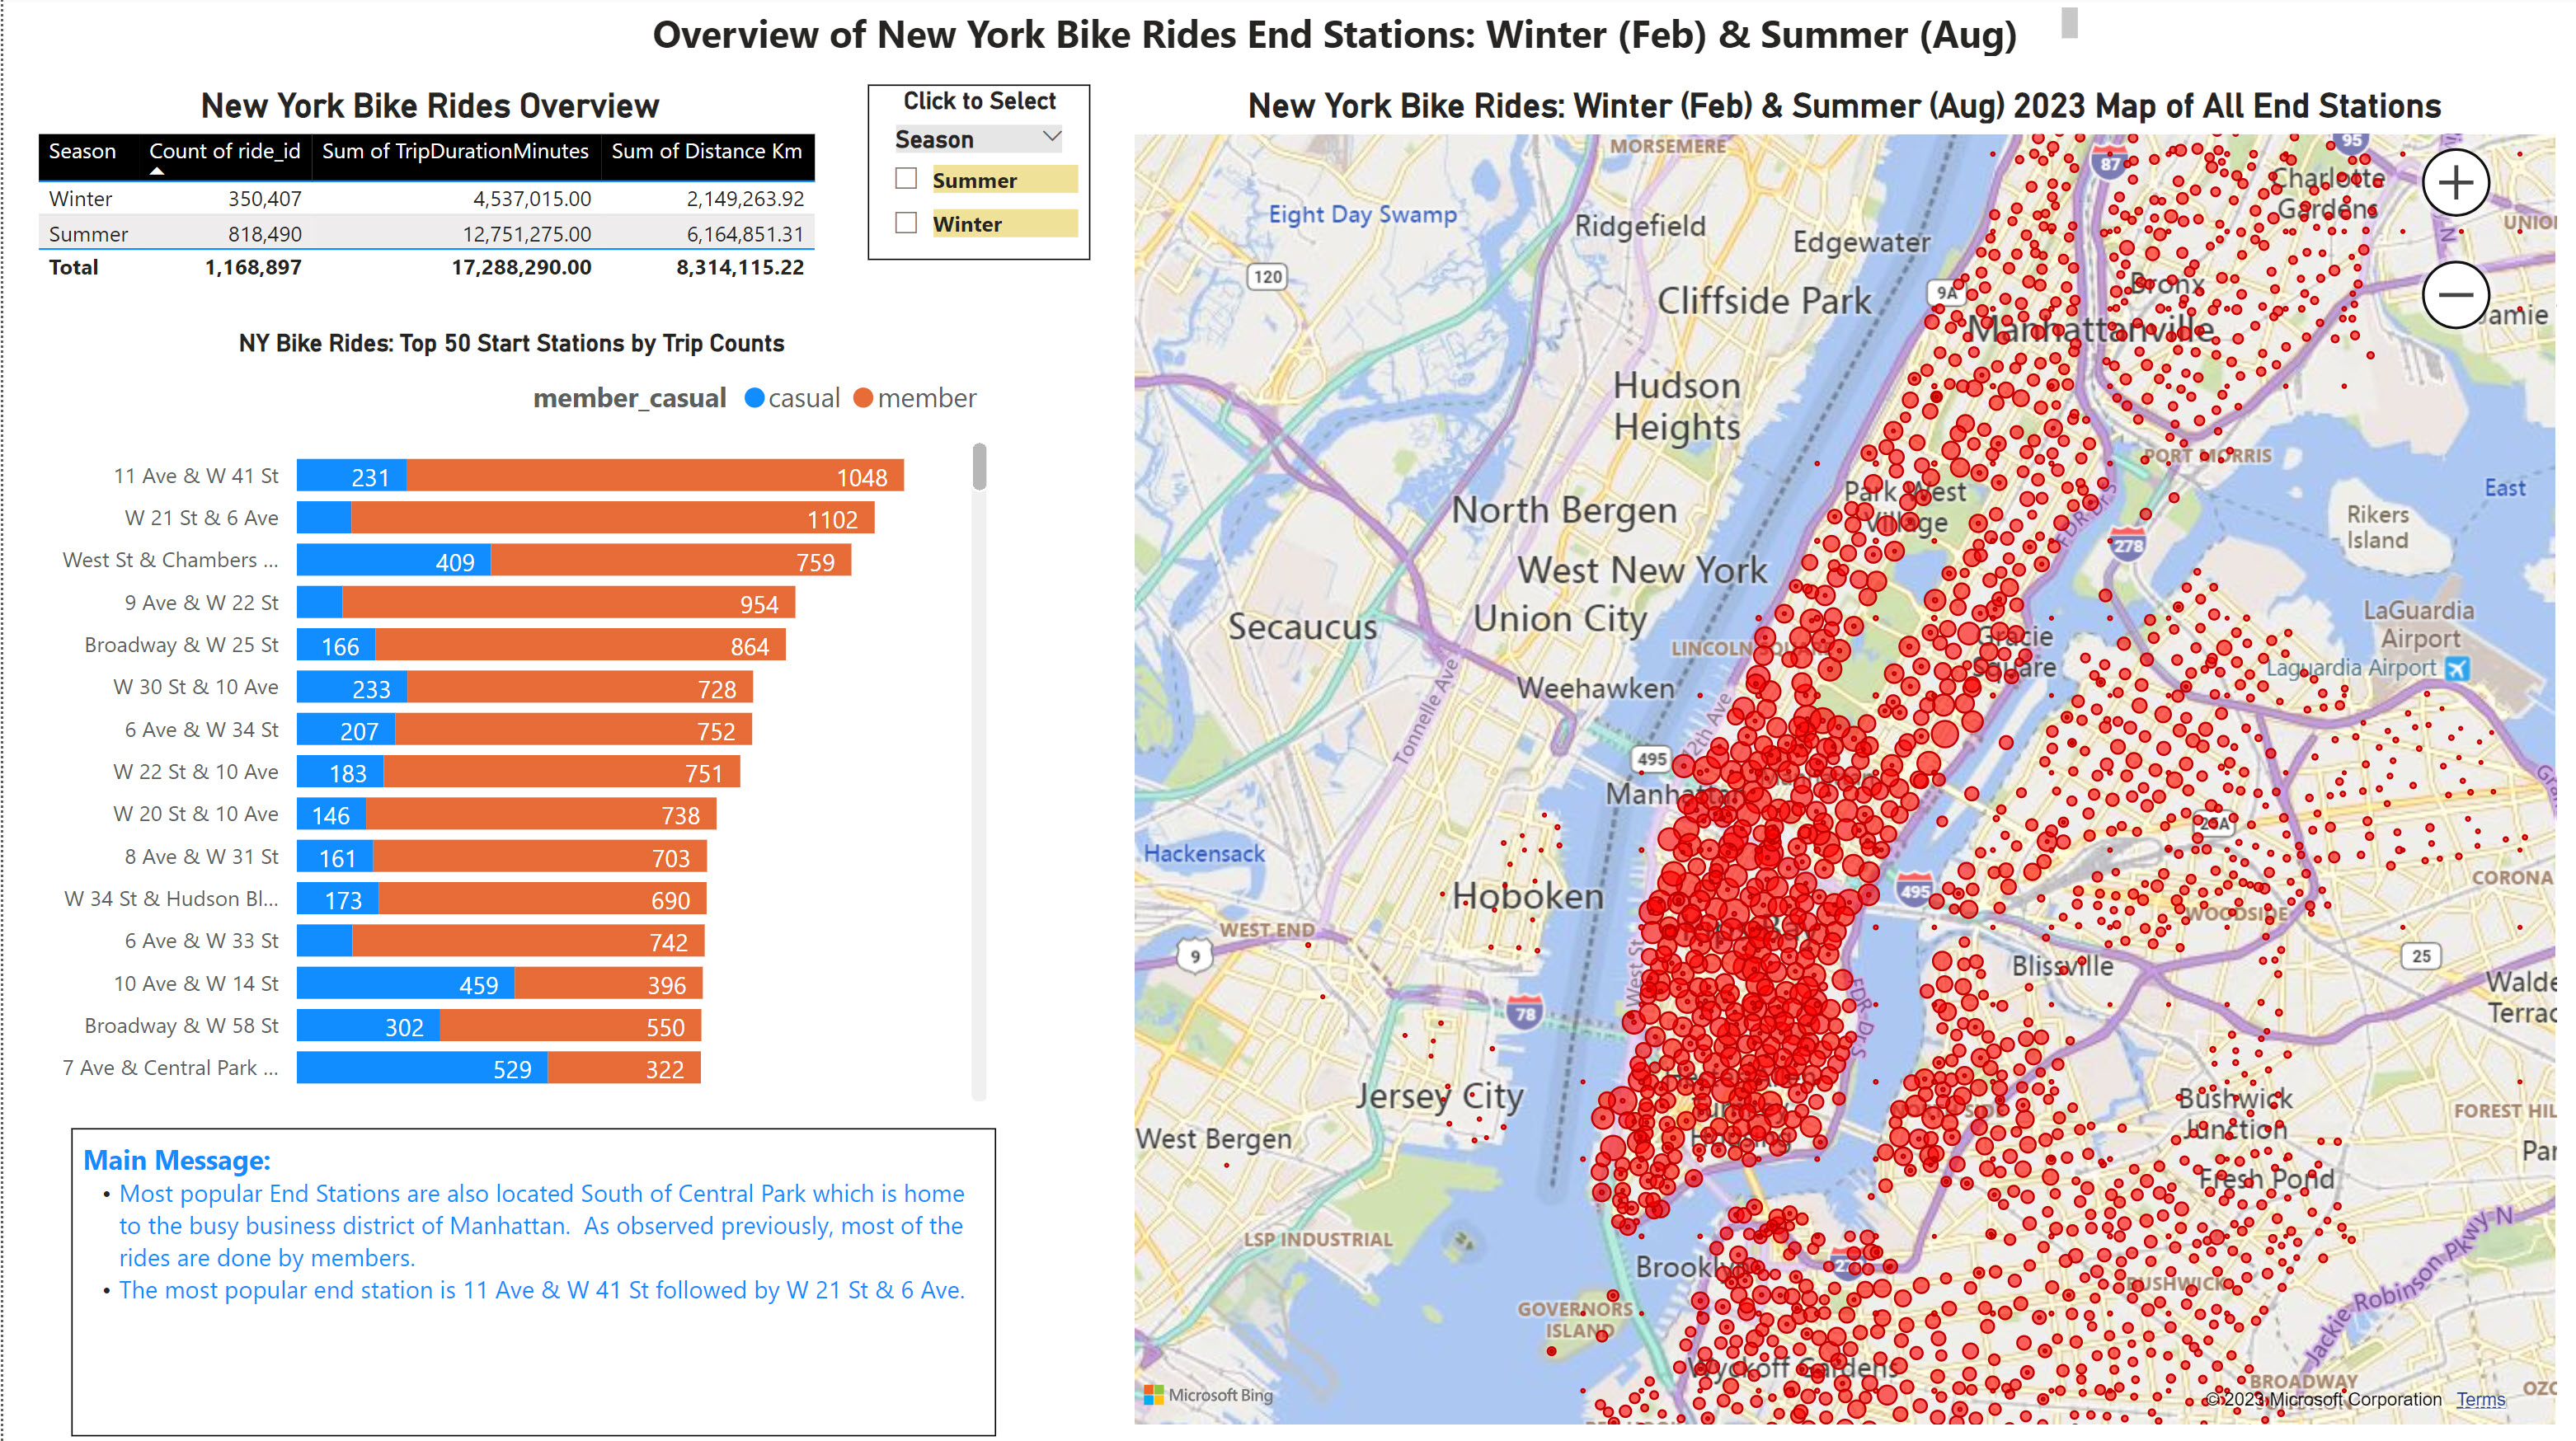 Overview of New York Bike Rides End Stations: Winter (Feb) & Summer (Aug)
New York Bike Rides Overview
Season Count of ride_id Sum of TripDurationMinutes Sum of Distance Km
Winter 350,407 4,537,015.00 2,149,263.92
Summer 818,490 12,751,275.00 6,164,851.31
Total 1,168,897 17,288,290.00 8,314,115.22
Click to Select
Season
Summer
Winter
NY Bike Rides: Top 50 Start Stations by Trip Counts
member_casual casual member
11 Ave & W 41 St 231 1048
W 21 St & 6 Ave 1102
West St & Chambers ... 409 759
9 Ave & W 22 St 954
Broadway & W 25 St 166 864
W 30 St & 10 Ave 233 728
6 Ave & W 34 St 207 752
W 22 St & 10 Ave 183 751
W 20 St & 10 Ave 146 738
8 Ave & W 31 St 161 703
W 34 St & Hudson Bl... 173 690
6 Ave & W 33 St 742
10 Ave & W 14 St 459 396
Broadway & W 58 St 302 550
7 Ave & Central Park ... 529 322
Main Message:
• Most popular End Stations are also located South of Central Park which is home
to the busy business district of Manhattan. As observed previously, most of the
rides are done by members.
• The most popular end station is 11 Ave & W 41 St followed by W 21 St & 6 Ave.
New York Bike Rides: Winter (Feb) & Summer (Aug) 2023 Map of All End Stations
MORSEMERE
95
87
Charlotte
Gardens
Eight Day Swamp
Ridgefield
Edgewater
UNIO
N
120
Cliffside Park
9A
Bronx
Jamie
Manhattanville
Hudson
Heights
PORT MORRIS
Park West
Village
East
North Bergen
FDR Dr S
278
Rikers
Island
West New York
Union City
Secaucus
LaGuardia
Airport
LINCOLN SQUARE
Gracie
Square
Laguardia Airport
Weehawken
Tonnelle Ave
12th Ave
495
Manhattan
25A
Hackensack
Hoboken
495
CORONA
WOODSIDE
WEST END
9
West St
25
Blissville
FDR Dr S
Walde
Terrac
78
Jersey City
Bushwick
Junction
FOREST HIL
West Bergen
Par
Fresh Pond
LSP INDUSTRIAL
Brooklyn
278
BUSHWICK
Jackie Robinson Pkwy N
GOVERNORS
ISLAND
Wyckoff Gardens
BROADWAY
OZO
Microsoft Bing
© 2023 Microsoft Corporation Terms